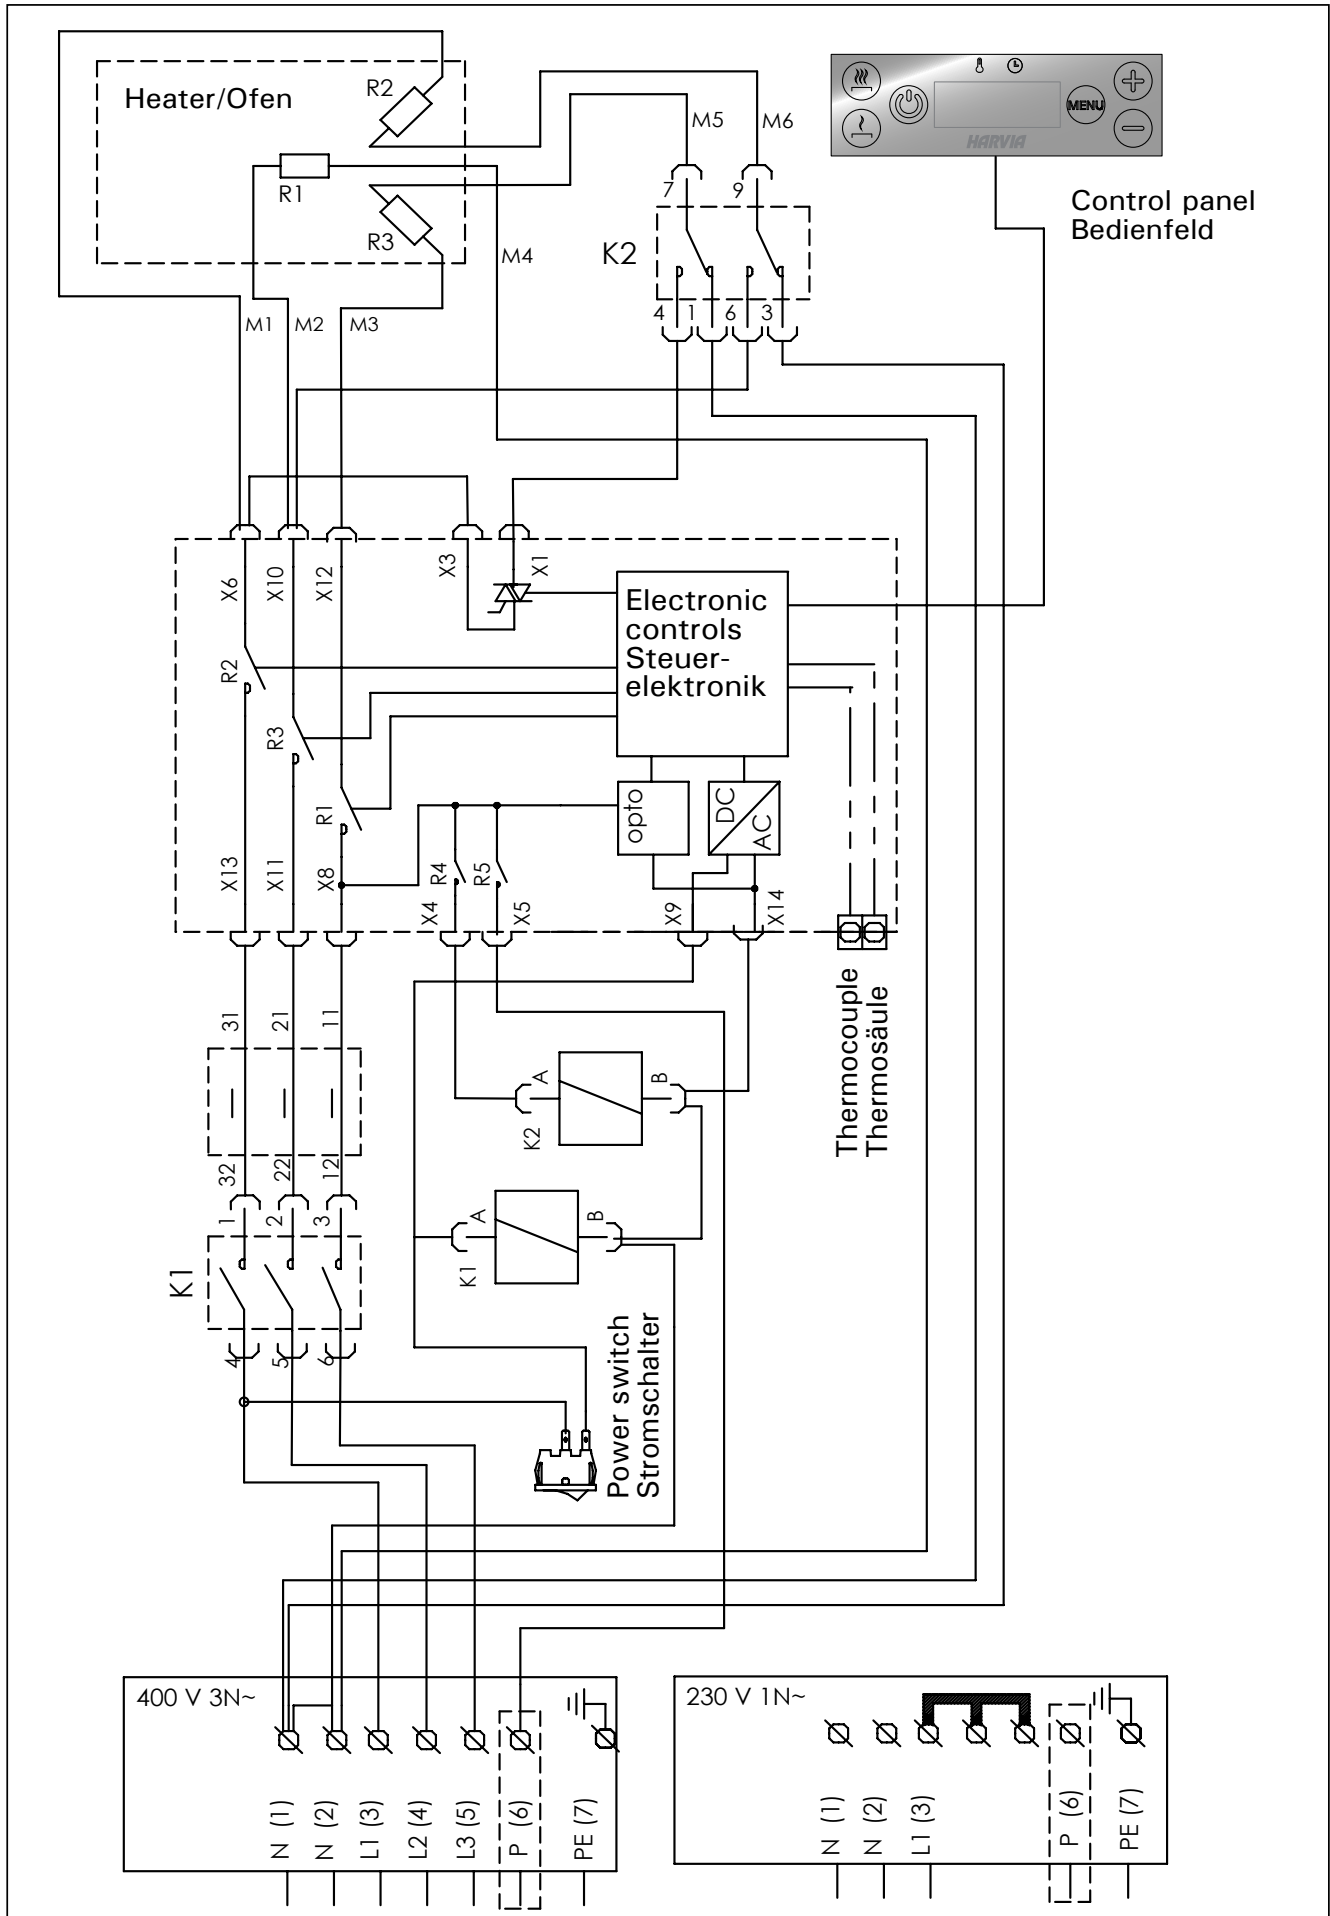 Heater/Ofen
R2
R1
R3
M5
M6
M4
M1
M2
M3
7
9
K2
4
1
6
3
MENU
HARVIA
Control panel
Bedienfeld
X6
X10
X12
X3
X1
Electronic
controls
Steuer-
elektronik
R2
R3
R1
opto
DC
AC
X13
X11
X8
R4
R5
X4
X5
X9
X14
Thermocouple
Thermosäule
31
21
11
32
22
12
A
B
K2
1
2
3
A
B
K1
K1
4
5
6
Power switch
Stromschalter
400 V 3N~
N (1)
N (2)
L1 (3)
L2 (4)
L3 (5)
P (6)
PE (7)
230 V 1N~
N (1)
N (2)
L1 (3)
P (6)
PE (7)